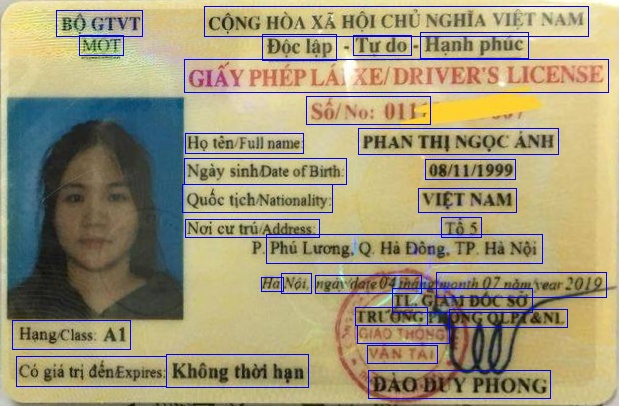 BỘ GTVT
MOT
CỘNG HÒA XÃ HỘI CHỦ NGHĨA VIỆT NAM
Độc lập - Tự do - Hạnh phúc
GIẤY PHÉP LÁI XE/ DRIVER'S LICENSE
Số/No:
Họ tên/Full name: PHAN THỊ NGỌC ÁNH
Ngày sinh/Date of Birth: 08/11/1999
Quốc tịch/Nationality: VIỆT NAM
Nơi cư trú/Address: Tổ 5
P. Phú Lương, Q. Hà Đông, TP. Hà Nội
Hà Nội, ngày/date 04 tháng/month 07 năm/year 2019
TL. GIÁM ĐỐC SỞ
TRƯỞNG PHÒNG QLPT&NL
GIAO THÔNG
VẬN TẢI
Hạng/Class: A1
Có giá trị đến/Expires: Không thời hạn
ĐÀO DUY PHONG